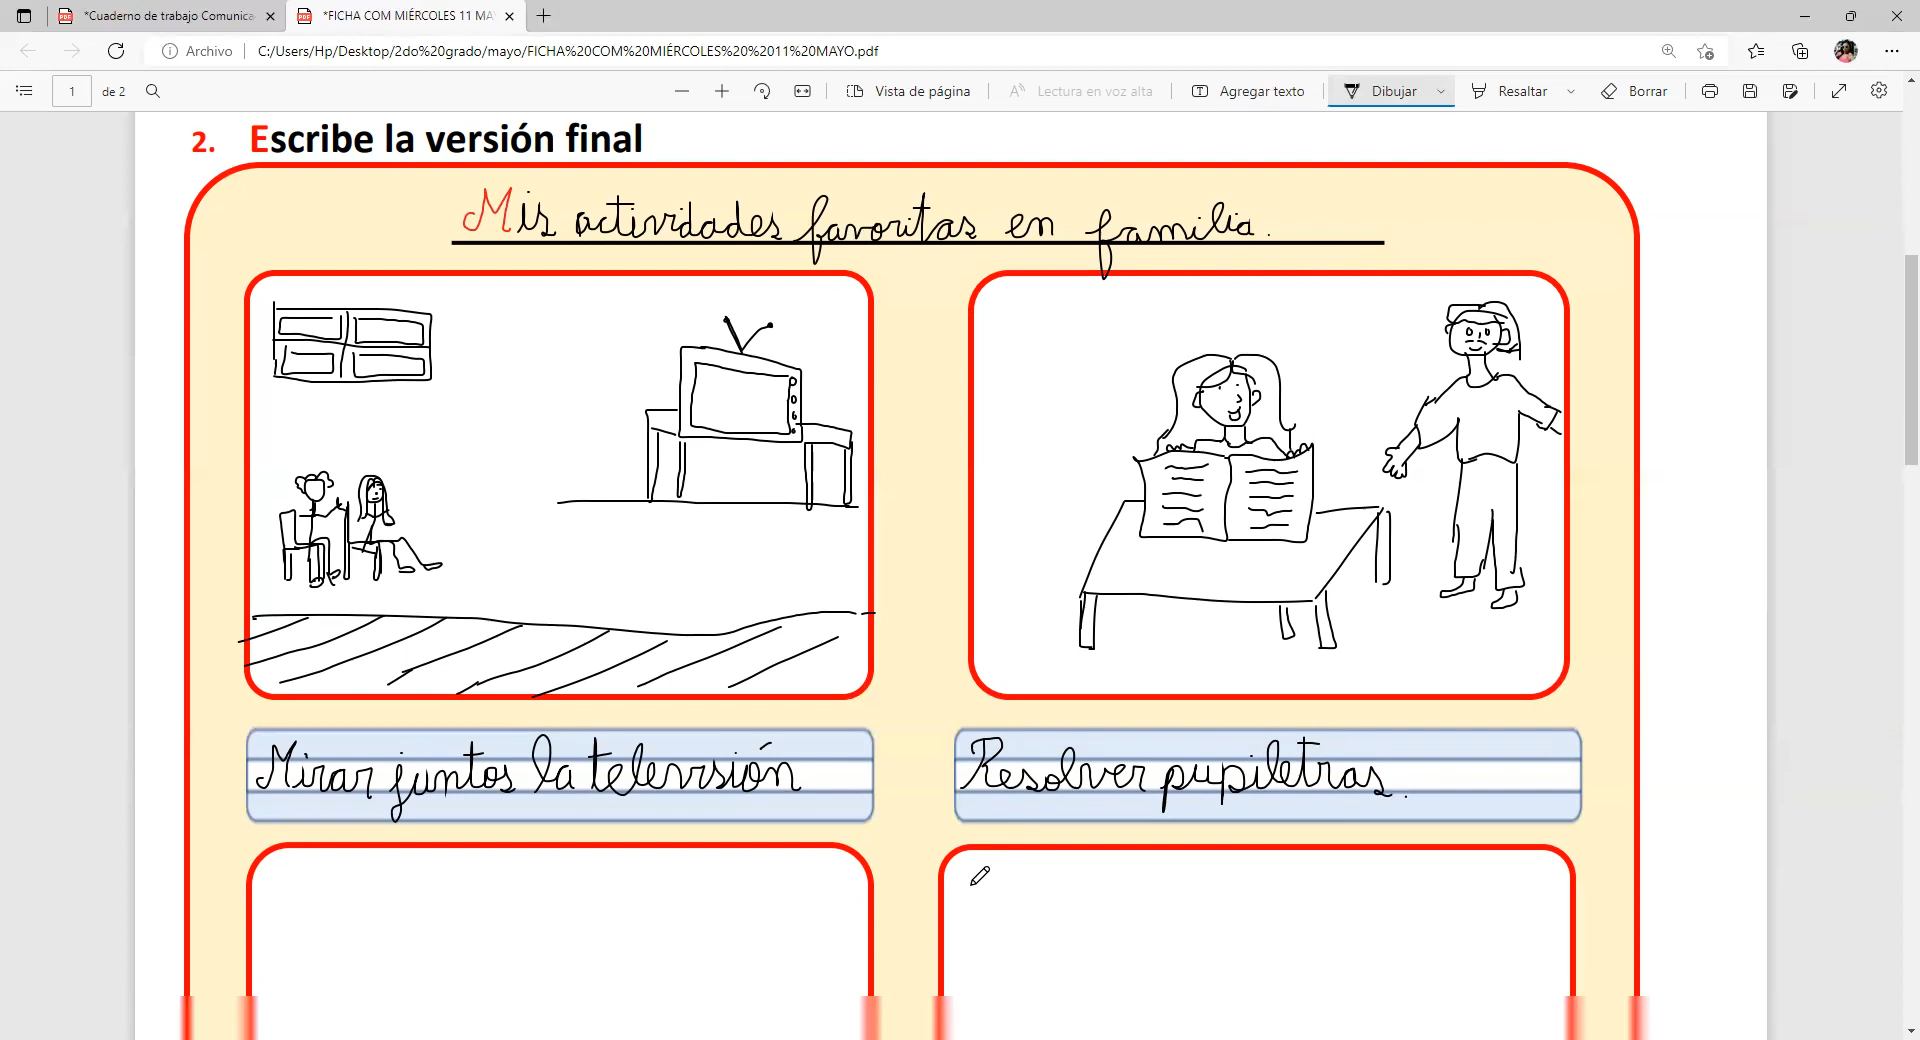 *Cuaderno de trabajo Comunica
*FICHA COM MIÉRCOLES 11 MA
Archivo
C:/Users/Hp/Desktop/2do%20grado/mayo/FICHA%20COM%20MIÉRCOLES%20%2011%20MAYO.pdf
1 de 2
Vista de página
Lectura en voz alta
Agregar texto
Dibujar
Resaltar
Borrar
2. Escribe la versión final
Mis actividades favoritas en familia.
Mirar juntos la televisión
Resolver pupiletras.